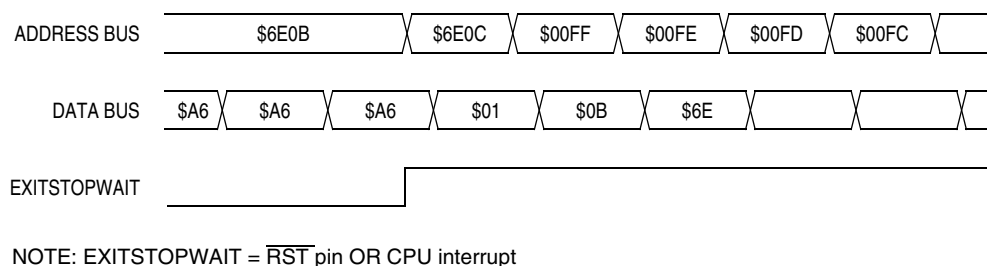 ADDRESS BUS $6E0B $6E0C $00FF $00FE $00FD $00FC
DATA BUS $A6 $A6 $A6 $01 $0B $6E
EXITSTOPWAIT
NOTE: EXITSTOPWAIT = RST pin OR CPU interrupt